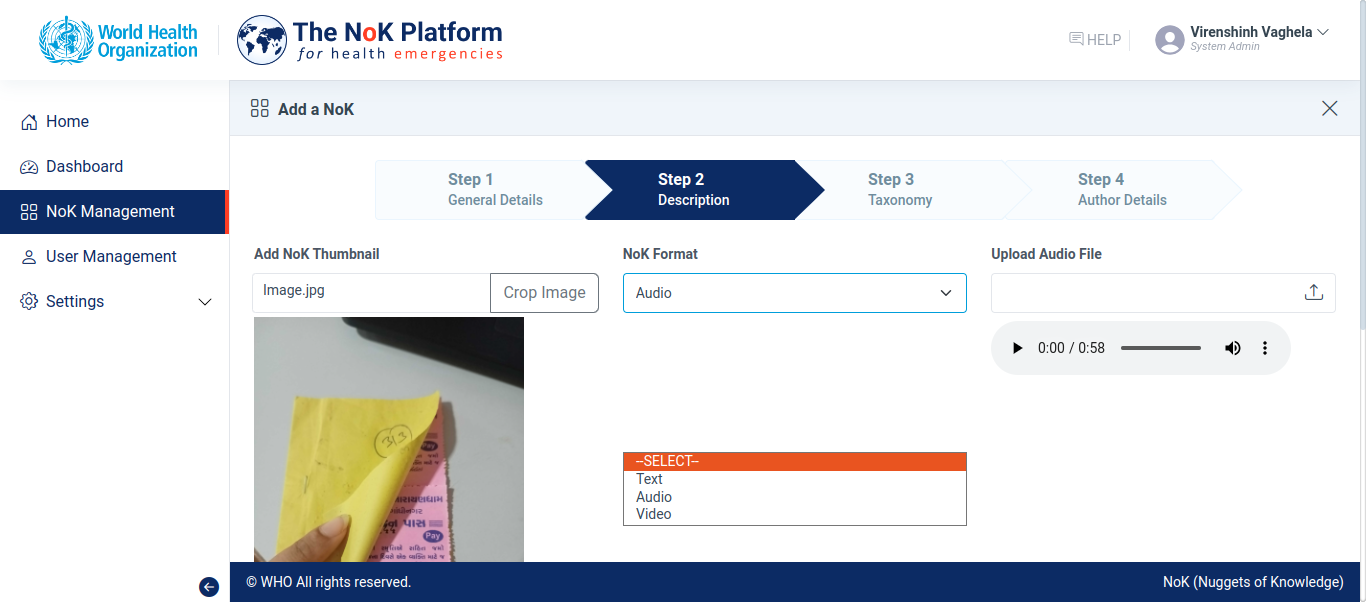 World Health
Organization
The NoK Platform
for health emergencies
HELP
Virenshinh Vaghela
System Admin
Home
Dashboard
NoK Management
User Management
Settings
Add a NoK
Step 1
General Details
Step 2
Description
Step 3
Taxonomy
Step 4
Author Details
Add NoK Thumbnail
Image.jpg
Crop Image
NoK Format
Audio
Upload Audio File
0:00 / 0:58
313
Pay
પાસ
Pay
--SELECT--
Text
Audio
Video
© WHO All rights reserved.
NoK (Nuggets of Knowledge)